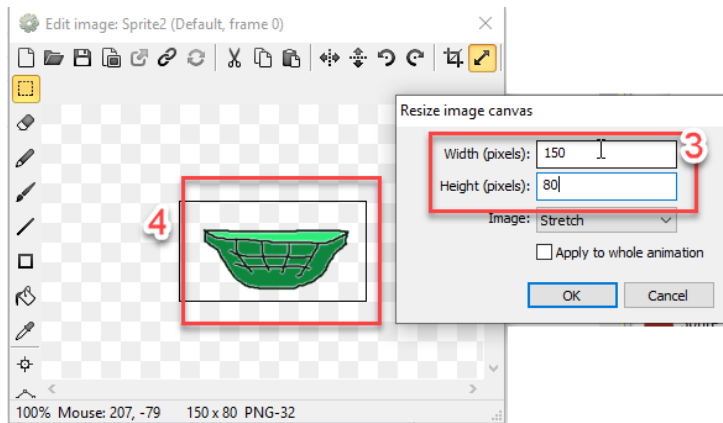 Edit image: Sprite2 (Default, frame 0)
Resize image canvas
3
Width (pixels): 150
Height (pixels): 80
4
Image: Stretch
Apply to whole animation
OK Cancel
100% Mouse: 207, -79 150 x 80 PNG-32